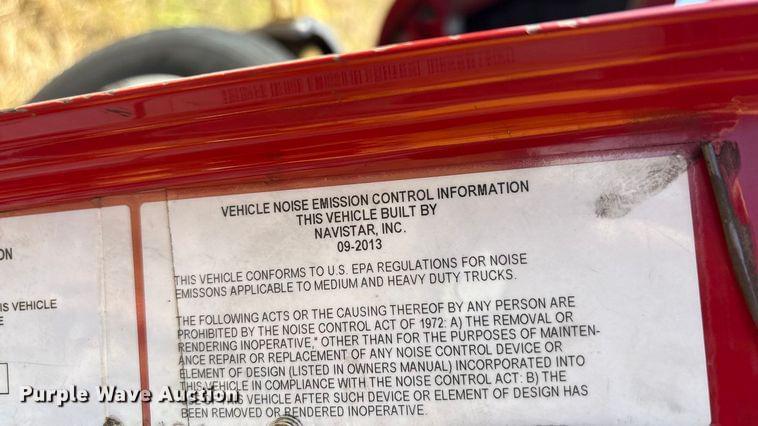 VEHICLE NOISE EMISSION CONTROL INFORMATION
THIS VEHICLE BUILT BY
NAVISTAR, INC.
09-2013
THIS VEHICLE CONFORMS TO U.S. EPA REGULATIONS FOR NOISE
EMISSONS APPLICABLE TO MEDIUM AND HEAVY DUTY TRUCKS.
THE FOLLOWING ACTS OR THE CAUSING THEREOF BY ANY PERSON ARE
PROHIBITED BY THE NOISE CONTROL ACT OF 1972: A) THE REMOVAL OR
RENDERING INOPERATIVE,* OTHER THAN FOR THE PURPOSES OF MAINTEN-
ANCE REPAIR OR REPLACEMENT OF ANY NOISE CONTROL DEVICE OR
ELEMENT OF DESIGN (LISTED IN OWNERS MANUAL) INCORPORATED INTO
THIS VEHICLE IN COMPLIANCE WITH THE NOISE CONTROL ACT: B) THE
USE OF THIS VEHICLE AFTER SUCH DEVICE OR ELEMENT OF DESIGN HAS
BEEN REMOVED OR RENDERED INOPERATIVE.
ON
IS VEHICLE
E
Purple Wave Auction